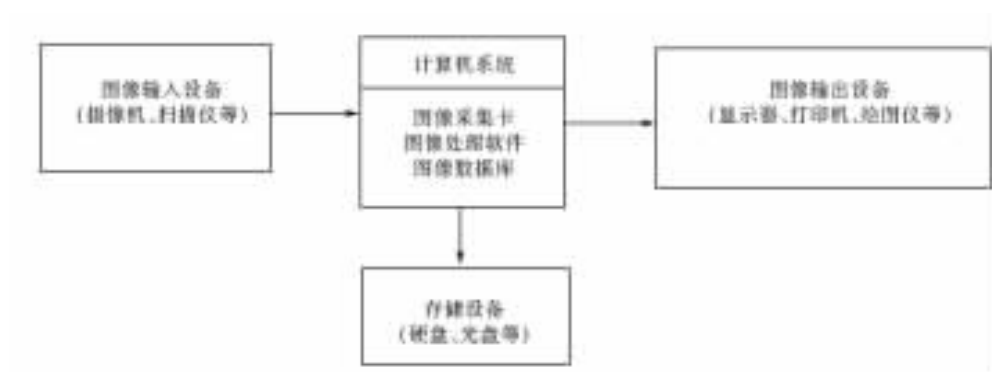 图像输入设备
(摄像机、扫描仪等)
计算机系统
图像采集卡
图像处理软件
图像数据库
图像输出设备
(显示器、打印机、绘图仪等)
存储设备
(硬盘、光盘等)